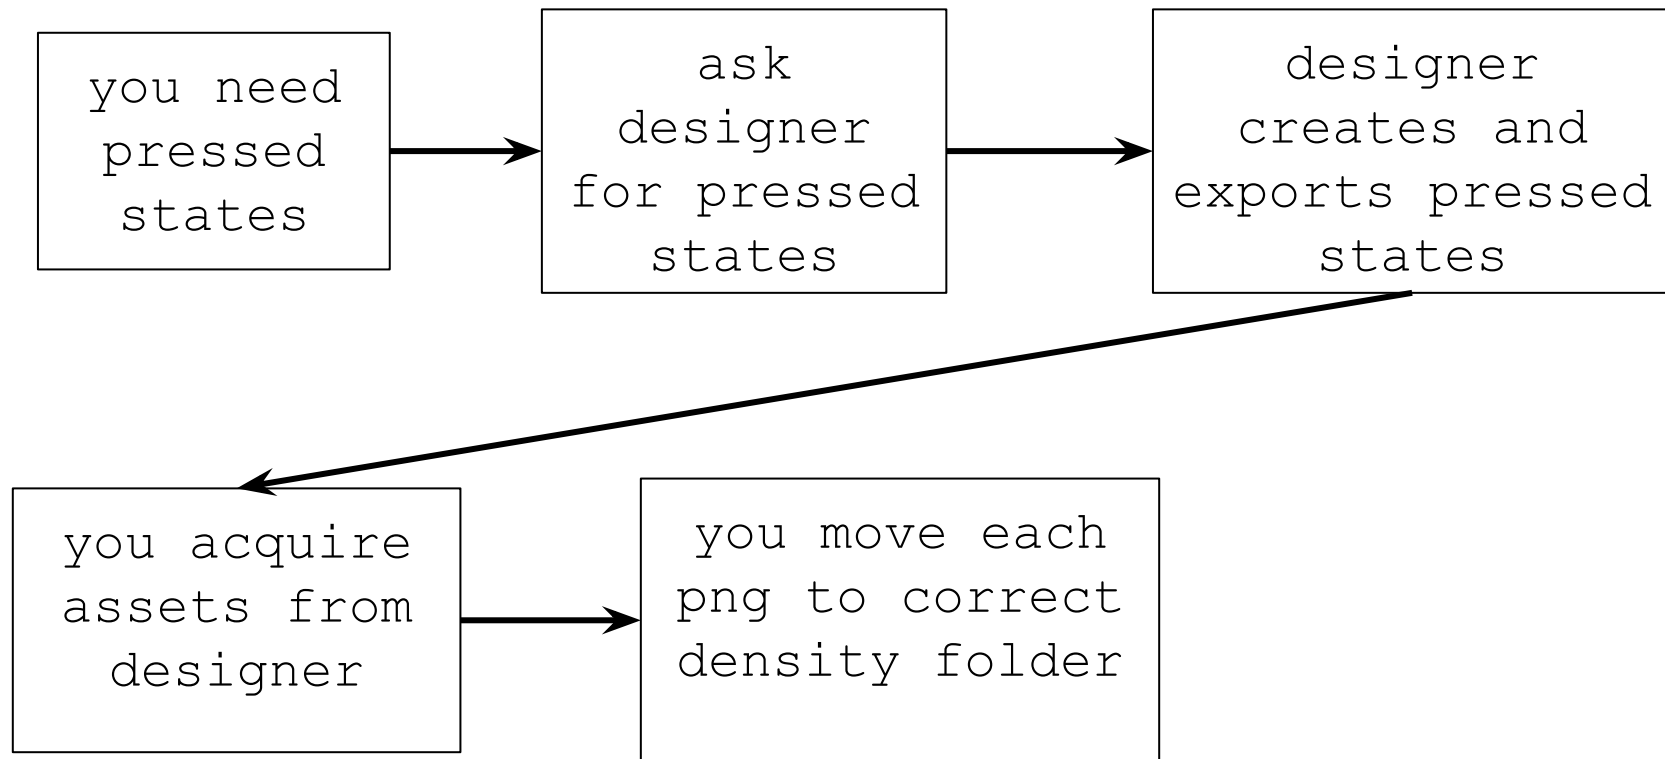 you need
pressed
states
ask
designer
for pressed
states
designer
creates and
exports pressed
states
you acquire
assets from
designer
you move each
png to correct
density folder